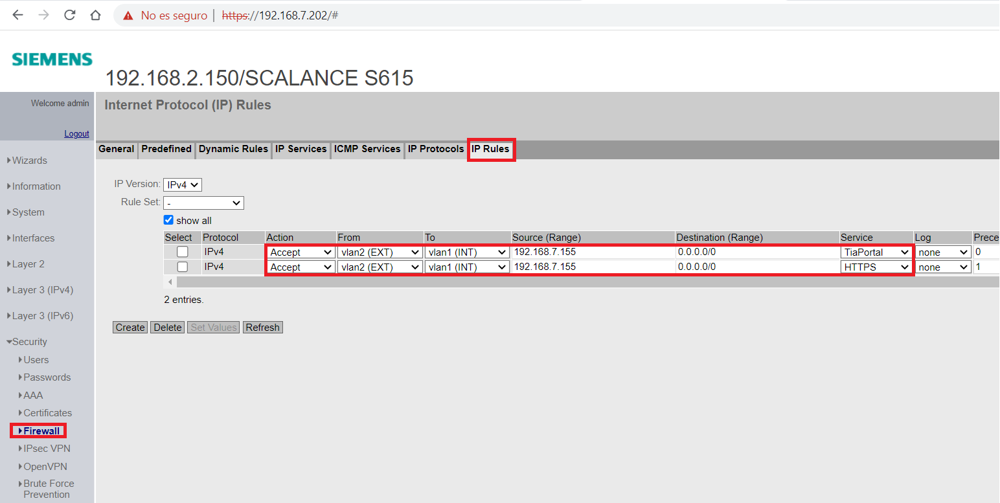 No es seguro | https://192.168.7.202/#
SIEMENS
192.168.2.150/SCALANCE S615
Welcome admin
Logout
Internet Protocol (IP) Rules
General Predefined Dynamic Rules IP Services ICMP Services IP Protocols IP Rules
Wizards
Information
System
Interfaces
Layer 2
Layer 3 (IPv4)
Layer 3 (IPv6)
Security
Users
Passwords
AAA
Certificates
Firewall
IPsec VPN
OpenVPN
Brute Force
Prevention
IP Version: IPv4
Rule Set: -
show all
Select Protocol Action From To Source (Range) Destination (Range) Service Log Prece
IPv4 Accept vlan2 (EXT) vlan1 (INT) 192.168.7.155 0.0.0.0/0 TiaPortal none 0
IPv4 Accept vlan2 (EXT) vlan1 (INT) 192.168.7.155 0.0.0.0/0 HTTPS none 1
2 entries.
Create Delete Set Values Refresh